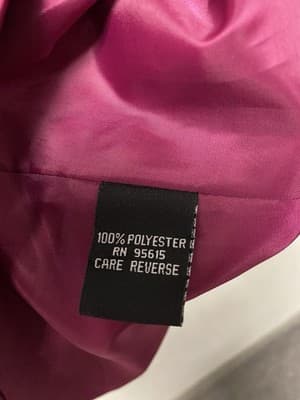 100% POLYESTER
RN 95615
CARE REVERSE